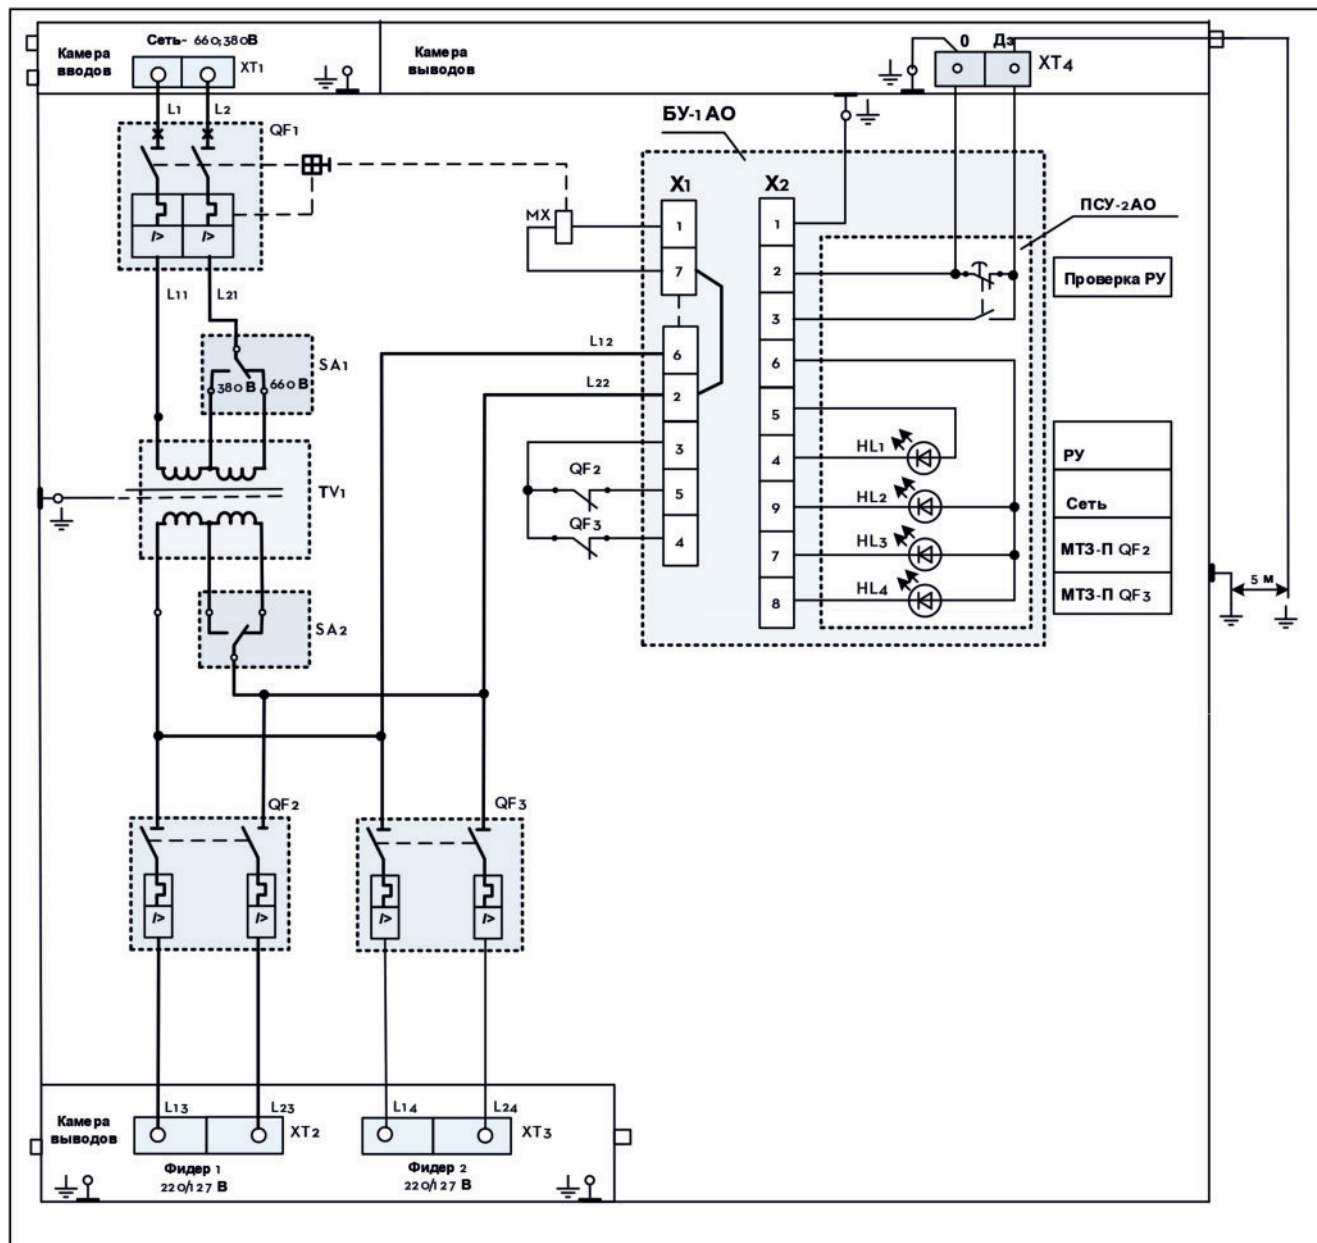 Сеть- 660;380В
Камера
вводов
XT1
Камера
выводов
0
Дз
XT4
L1
L2
QF1
БУ-1АО
X1
X2
ПСУ-2АО
MX
1
7
6
2
3
5
4
1
2
3
6
5
4
9
7
8
Проверка РУ
I>
I>
L11
L21
SA1
380 В
660 В
L12
L22
TV1
QF2
QF3
HL1
HL2
HL3
HL4
РУ
Сеть
МТЗ-П QF2
МТЗ-П QF3
5 м
SA2
QF2
QF3
I>
I>
I>
I>
L13
L23
L14
L24
Камера
выводов
XT2
XT3
Фидер 1
220/127 В
Фидер 2
220/127 В